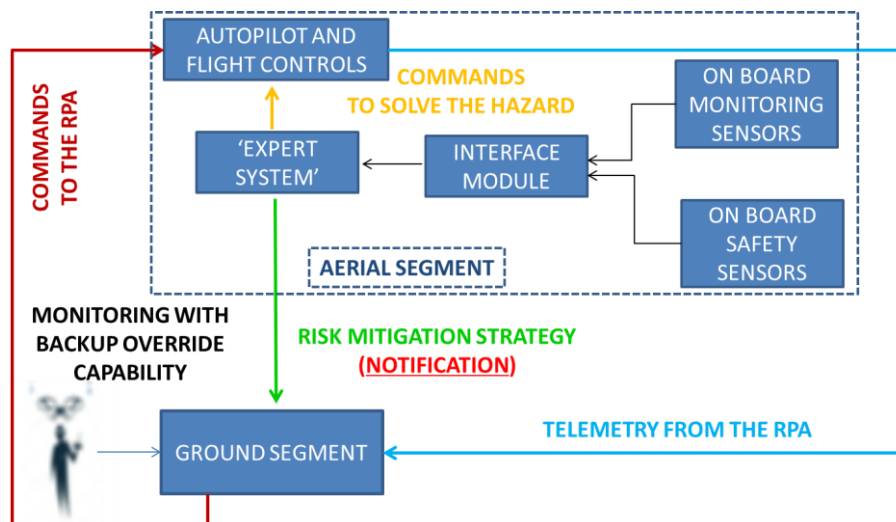 AUTOPILOT AND
FLIGHT CONTROLS
COMMANDS
TO THE RPA
COMMANDS
TO SOLVE THE HAZARD
ON BOARD
MONITORING
SENSORS
‘EXPERT
SYSTEM’
INTERFACE
MODULE
ON BOARD
SAFETY
SENSORS
AERIAL SEGMENT
MONITORING WITH
BACKUP OVERRIDE
CAPABILITY
RISK MITIGATION STRATEGY
(NOTIFICATION)
TELEMETRY FROM THE RPA
GROUND SEGMENT